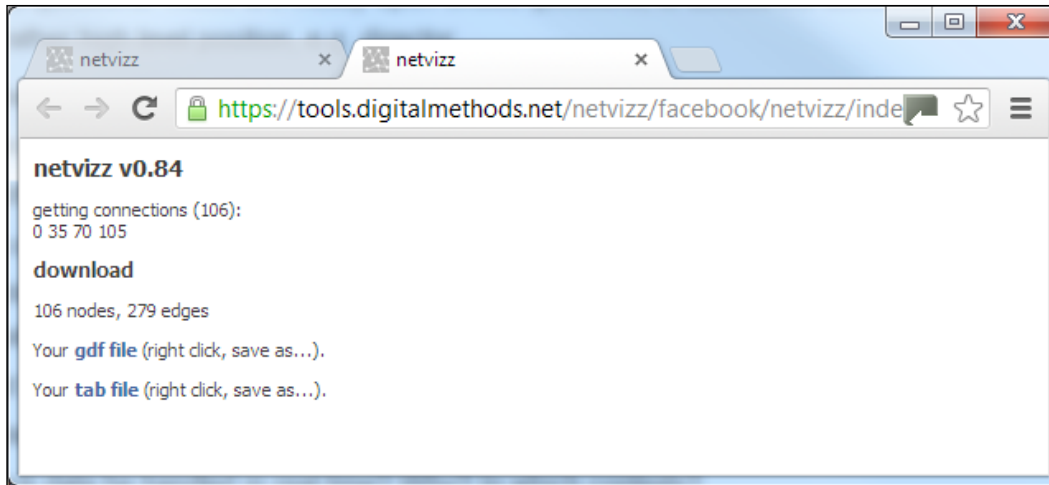 netvizz
netvizz
https://tools.digitalmethods.net/netvizz/facebook/netvizz/inde
netvizz v0.84
getting connections (106):
0 35 70 105
download
106 nodes, 279 edges
Your gdf file (right click, save as...).
Your tab file (right click, save as...).